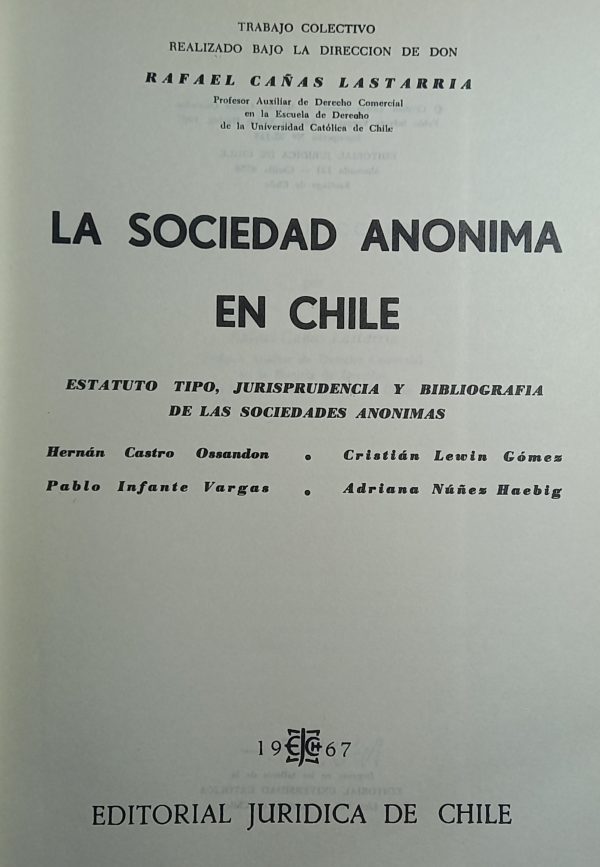 TRABAJO COLECTIVO
REALIZADO BAJO LA DIRECCION DE DON
RAFAEL CAÑAS LASTARRIA
Profesor Auxiliar de Derecho Comercial
en la Escuela de Derecho
de la Universidad Católica de Chile
LA SOCIEDAD ANONIMA
EN CHILE
ESTATUTO TIPO, JURISPRUDENCIA Y BIBLIOGRAFIA
DE LAS SOCIEDADES ANONIMAS
Hernán Castro Ossandon • Cristián Lewin Gómez
Pablo Infante Vargas • Adriana Núñez Haebig
19 EJCH 67
EDITORIAL JURIDICA DE CHILE